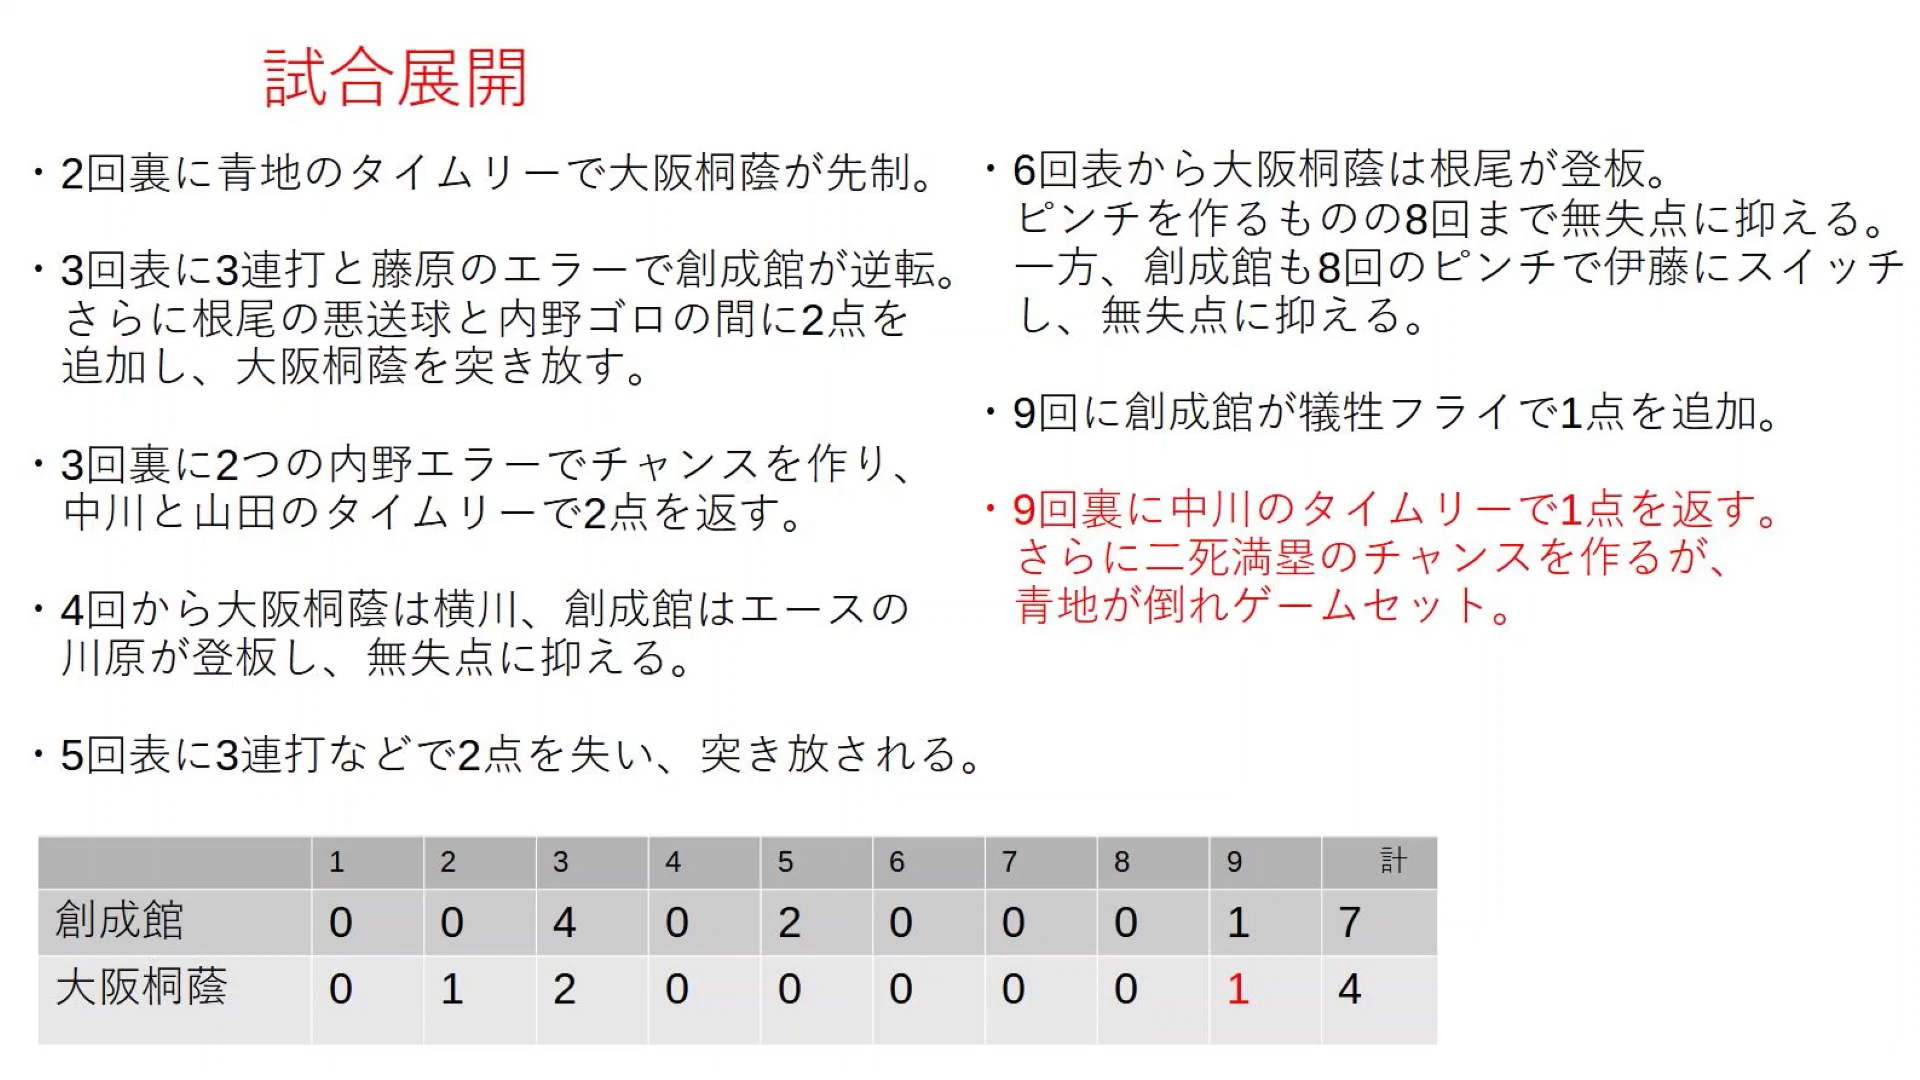 試合展開
・2回裏に青地のタイムリーで大阪桐蔭が先制。
・3回表に3連打と藤原のエラーで創成館が逆転。
さらに根尾の悪送球と内野ゴロの間に2点を
追加し、大阪桐蔭を突き放す。
・3回裏に2つの内野エラーでチャンスを作り、
中川と山田のタイムリーで2点を返す。
・4回から大阪桐蔭は横川、創成館はエースの
川原が登板し、無失点に抑える。
・5回表に3連打などで2点を失い、突き放される。
・6回表から大阪桐蔭は根尾が登板。
ピンチを作るものの8回まで無失点に抑える。
一方、創成館も8回のピンチで伊藤にスイッチ
し、無失点に抑える。
・9回に創成館が犠牲フライで1点を追加。
・9回裏に中川のタイムリーで1点を返す。
さらに二死満塁のチャンスを作るが、
青地が倒れゲームセット。
1 2 3 4 5 6 7 8 9 計
創成館 0 0 4 0 2 0 0 0 1 7
大阪桐蔭 0 1 2 0 0 0 0 0 1 4